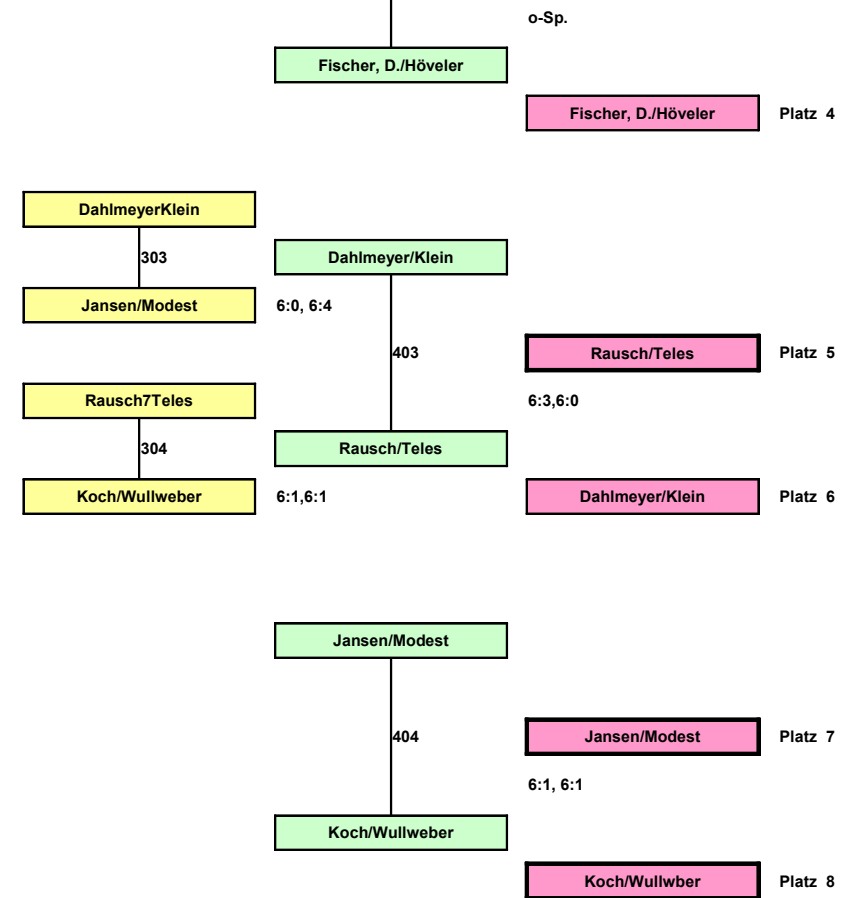 o-Sp.
Fischer, D./Höveler
Fischer, D./Höveler Platz 4
DahlmeyerKlein
303 Dahlmeyer/Klein
Jansen/Modest 6:0, 6:4
403 Rausch/Teles Platz 5
Rausch7Teles 6:3,6:0
304 Rausch/Teles
Koch/Wullweber 6:1,6:1 Dahlmeyer/Klein Platz 6
Jansen/Modest
404 Jansen/Modest Platz 7
6:1, 6:1
Koch/Wullweber
Koch/Wullwber Platz 8